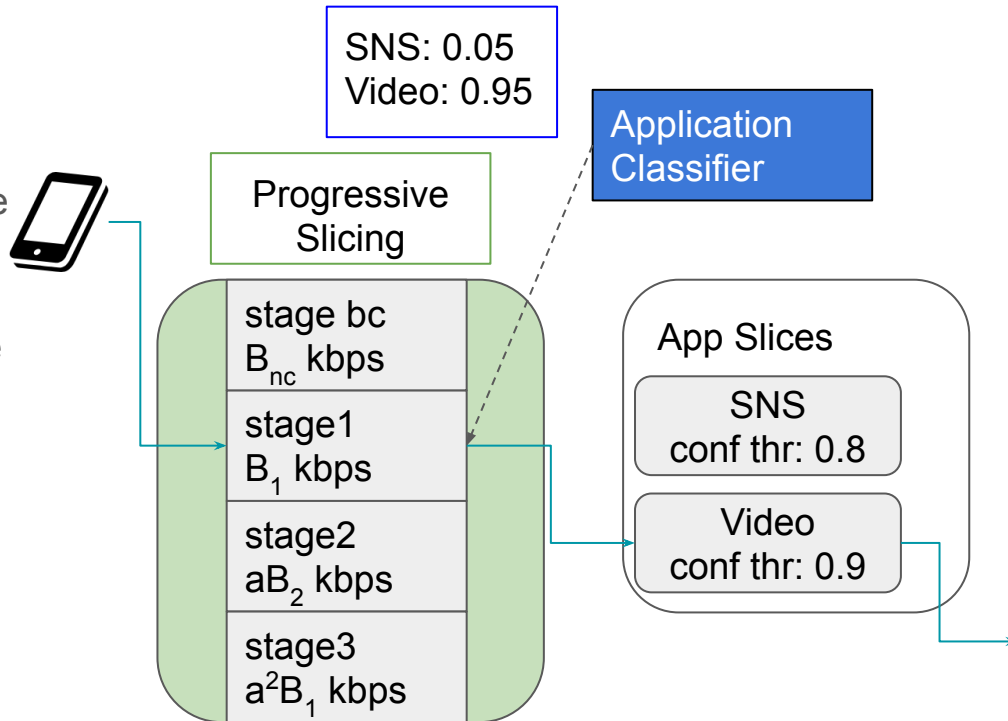 SNS: 0.05
Video: 0.95
Application
Classifier
e
Progressive
Slicing
e
stage bc
B_nc kbps
stage1
B_1 kbps
stage2
aB_2 kbps
stage3
a²B_1 kbps
App Slices
SNS
conf thr: 0.8
Video
conf thr: 0.9